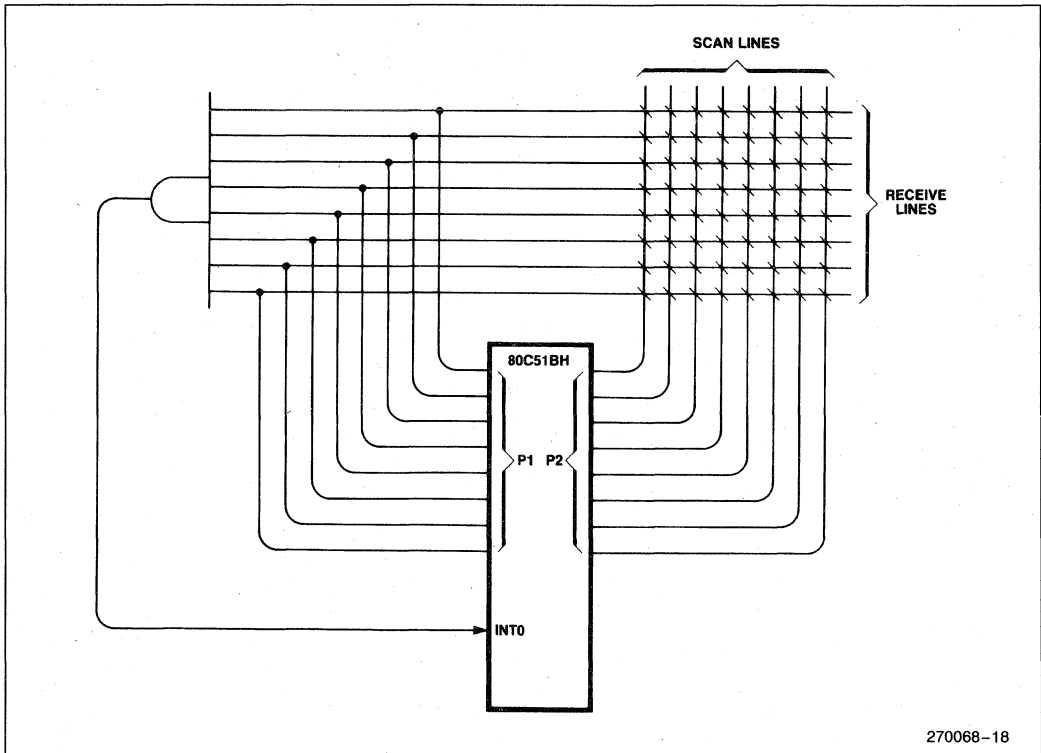 SCAN LINES
RECEIVE
LINES
80C51BH
P1 P2
INT0
270068-18